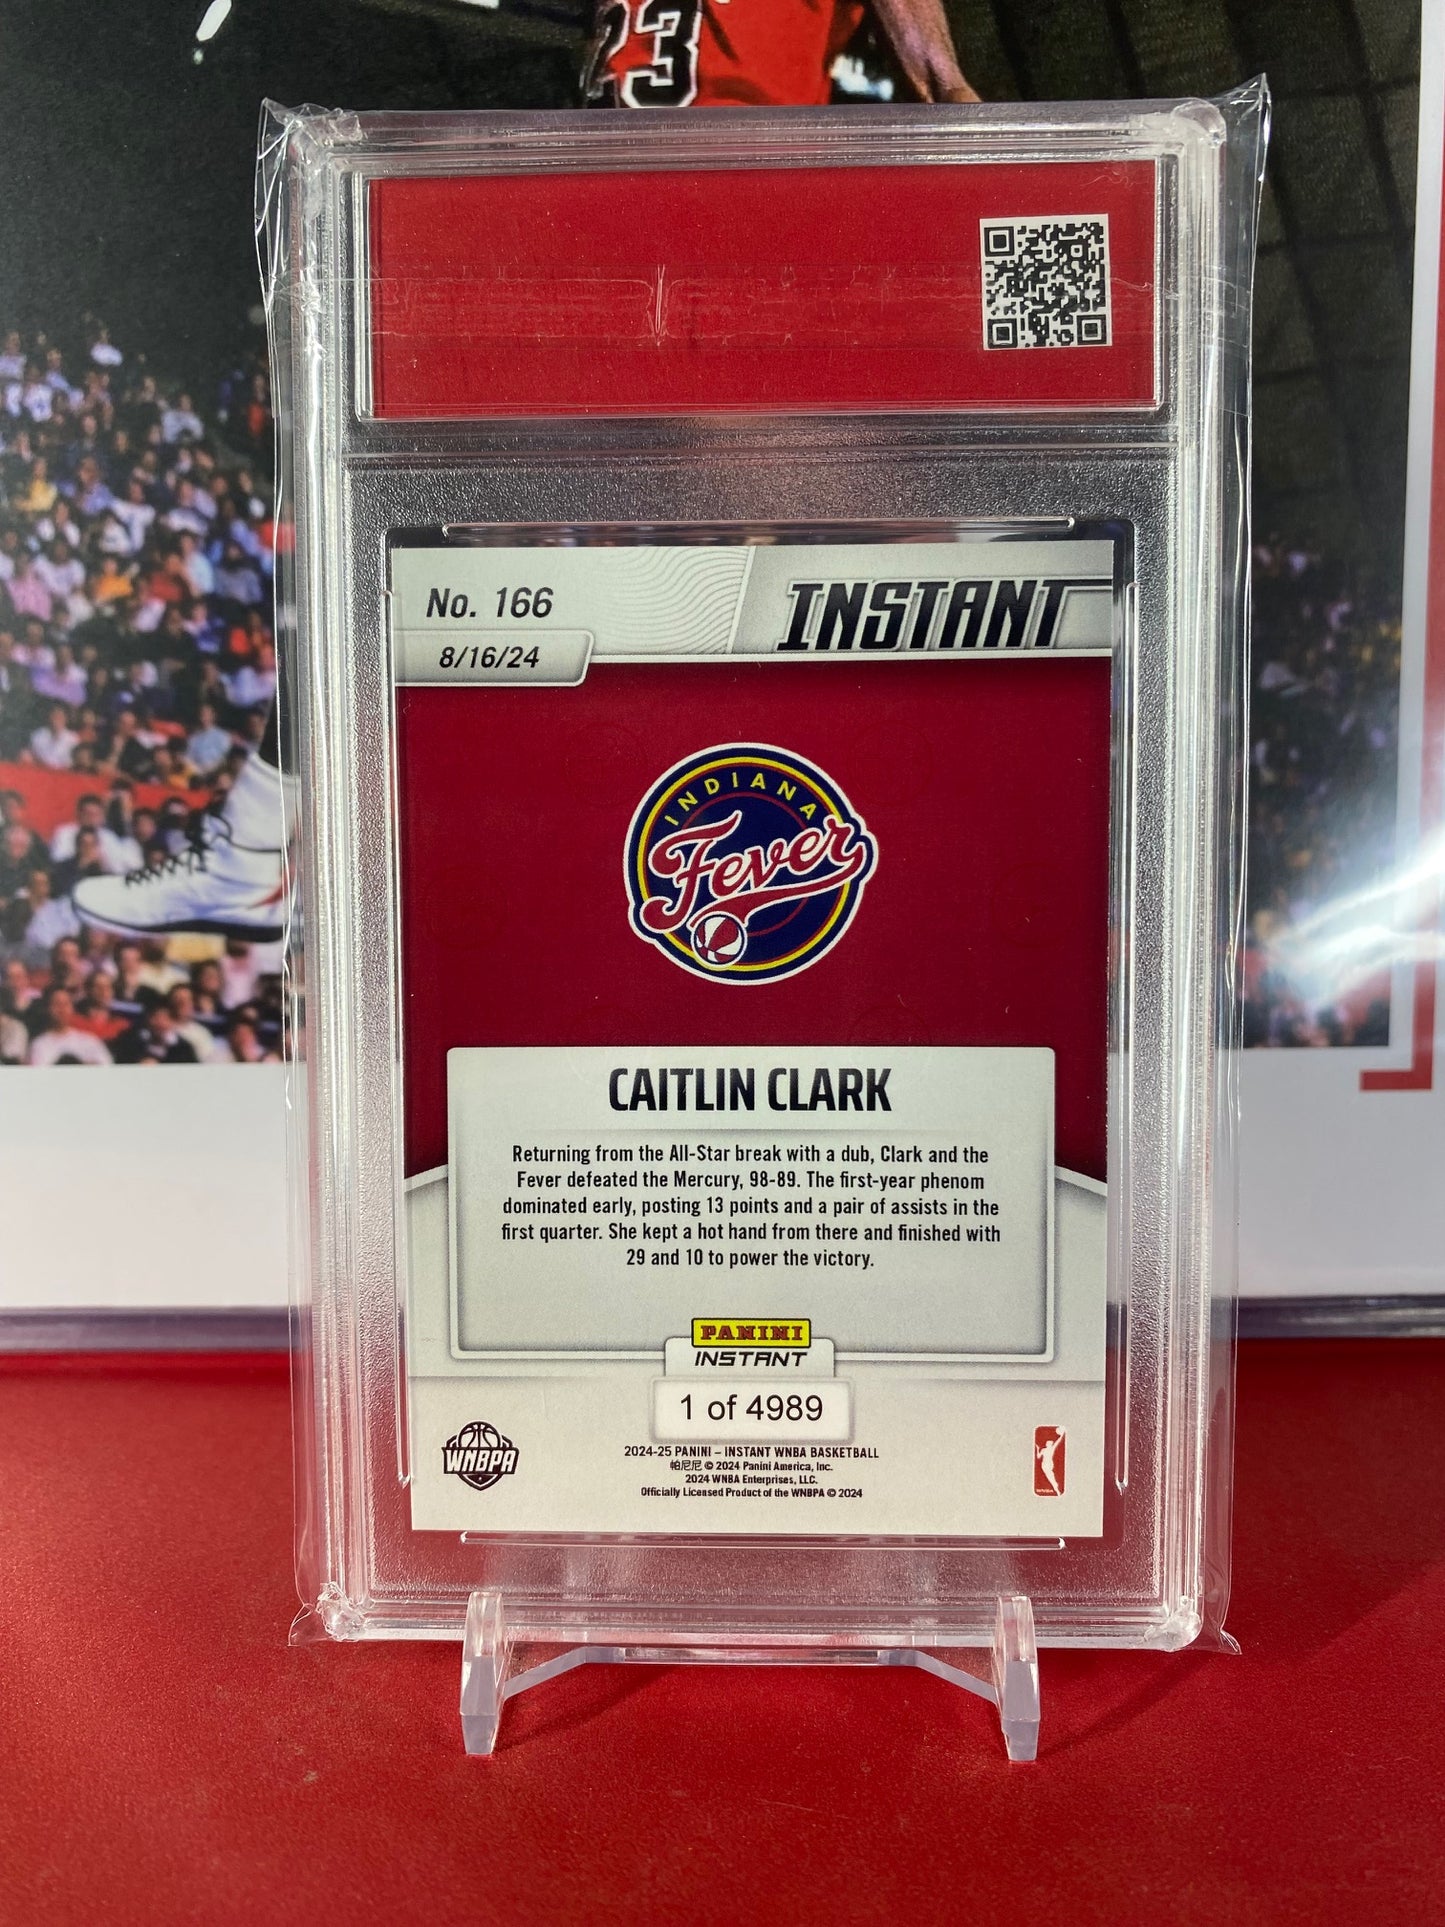 23
No. 166
INSTANT
8/16/24
INDIANA
Fever
CAITLIN CLARK
Returning from the All-Star break with a dub, Clark and the
Fever defeated the Mercury, 98-89. The first-year phenom
dominated early, posting 13 points and a pair of assists in the
first quarter. She kept a hot hand from there and finished with
29 and 10 to power the victory.
PANINI
INSTANT
1 of 4989
WNBPA
2024-25 PANINI – INSTANT WNBA BASKETBALL
帕尼尼 © 2024 Panini America, Inc.
2024 WNBA Enterprises, LLC.
Officially Licensed Product of the WNBPA © 2024
WNBA